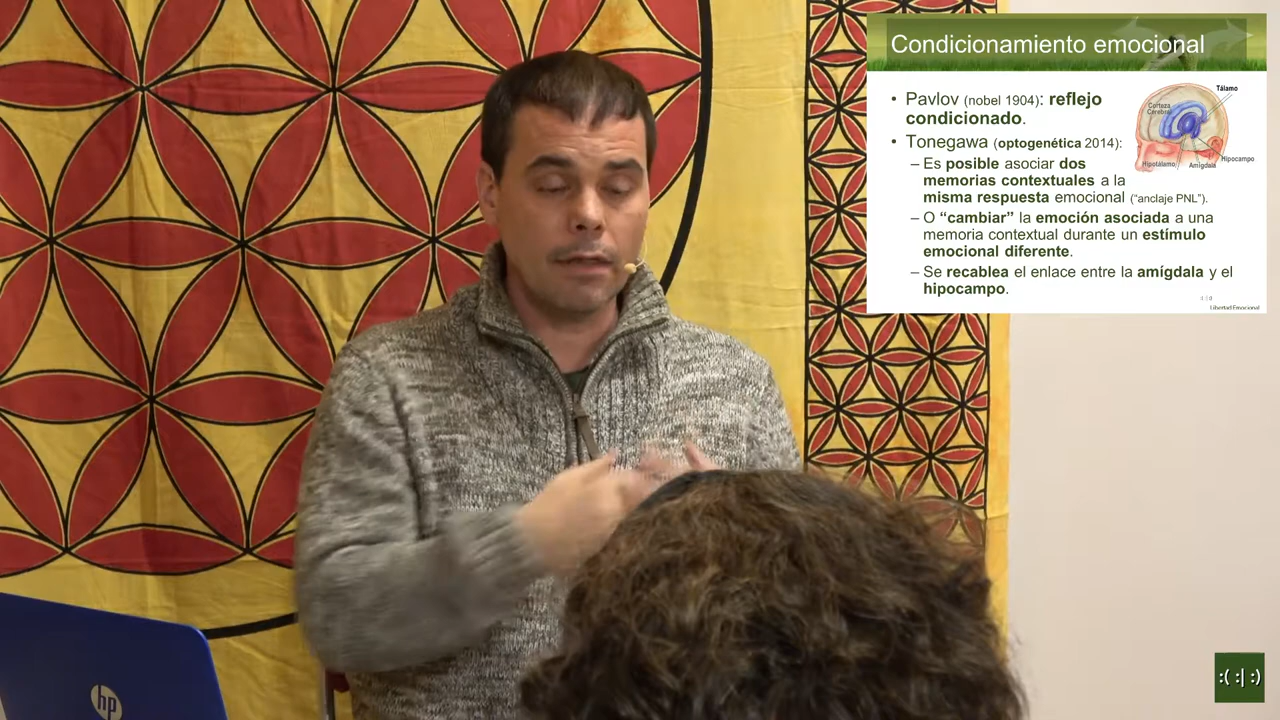 Condicionamiento emocional
• Pavlov (nobel 1904): reflejo
condicionado.
• Tonegawa (optogenética 2014):
– Es posible asociar dos
memorias contextuales a la
misma respuesta emocional (“anclaje PNL”).
– O “cambiar” la emoción asociada a una
memoria contextual durante un estímulo
emocional diferente.
– Se recablea el enlace entre la amígdala y el
hipocampo.
Tálamo
Corteza
Cerebral
Hipocampo
Hipotálamo
Amígdala
:( :| :)
Libertad Emocional
hp
:( :| :)